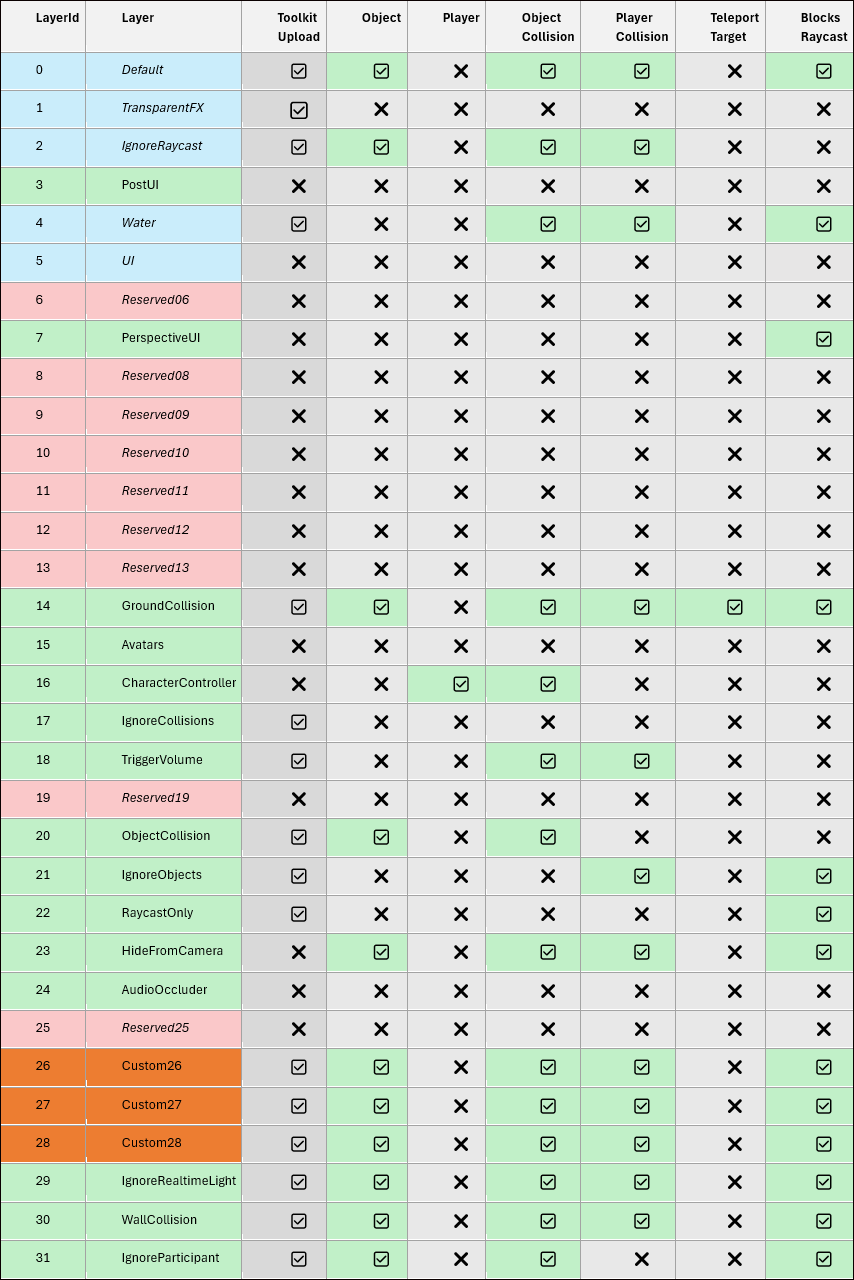 LayerId Layer Toolkit Upload Object Player Object Collision Player Collision Teleport Target Blocks Raycast
0 Default
1 TransparentFX
2 IgnoreRaycast
3 PostUI
4 Water
5 UI
6 Reserved06
7 PerspectiveUI
8 Reserved08
9 Reserved09
10 Reserved10
11 Reserved11
12 Reserved12
13 Reserved13
14 GroundCollision
15 Avatars
16 CharacterController
17 IgnoreCollisions
18 TriggerVolume
19 Reserved19
20 ObjectCollision
21 IgnoreObjects
22 RaycastOnly
23 HideFromCamera
24 AudioOccluder
25 Reserved25
26 Custom26
27 Custom27
28 Custom28
29 IgnoreRealtimeLight
30 WallCollision
31 IgnoreParticipant